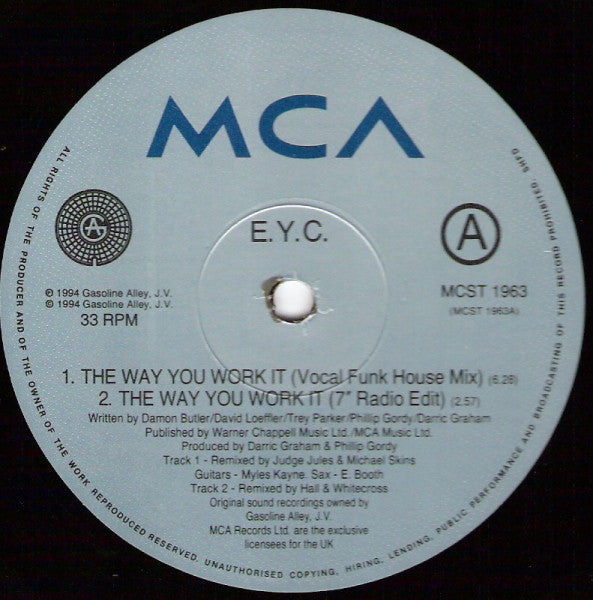 MCA
E.Y.C.
GA
A
℗ 1994 Gasoline Alley, J.V.
© 1994 Gasoline Alley, J.V.
33 RPM
MCST 1963
(MCST 1963A)
1. THE WAY YOU WORK IT (Vocal Funk House Mix) (6.28)
2. THE WAY YOU WORK IT (7" Radio Edit) (2.57)
Written by Damon Butler/David Loeffler/Trey Parker/Phillip Gordy/Darric Graham
Published by Warner Chappell Music Ltd./MCA Music Ltd.
Produced by Darric Graham & Phillip Gordy
Track 1 - Remixed by Judge Jules & Michael Skins
Guitars - Myles Kayne. Sax - E. Booth
Track 2 - Remixed by Hall & Whitecross
Original sound recordings owned by
Gasoline Alley, J.V.
MCA Records Ltd. are the exclusive
licensees for the UK
ALL RIGHTS OF THE PRODUCER AND OF THE OWNER OF THE WORK REPRODUCED RESERVED. UNAUTHORISED COPYING, HIRING, LENDING, PUBLIC PERFORMANCE AND BROADCASTING OF THIS RECORD PROHIBITED. SHFD